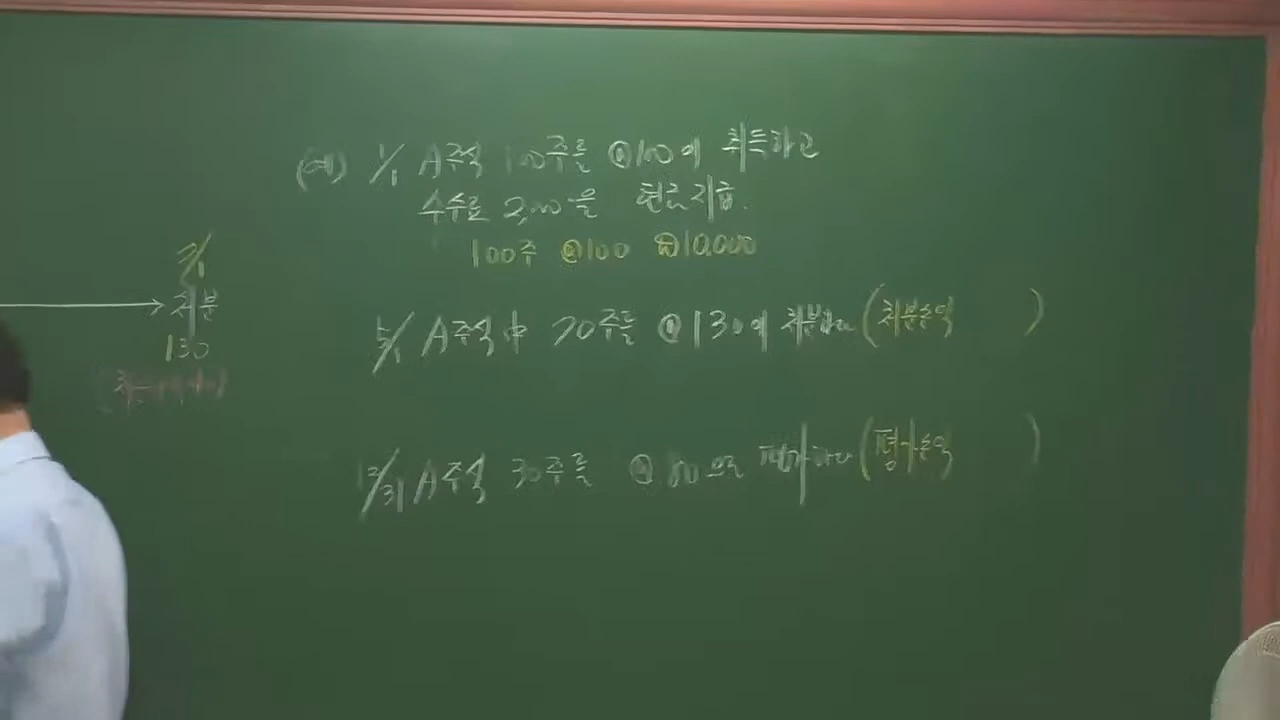 (예) 1/1 A주식 100주를 @100에 취득하고
수수료 2,000을 현금지급.
100주 @100 ₩10,000
7/1
처분
130
5/1 A주식中 70주를 @130에 처분하고 (처분손익 )
12/31 A주식 30주를 @80으로 평가하다 (평가손익 )